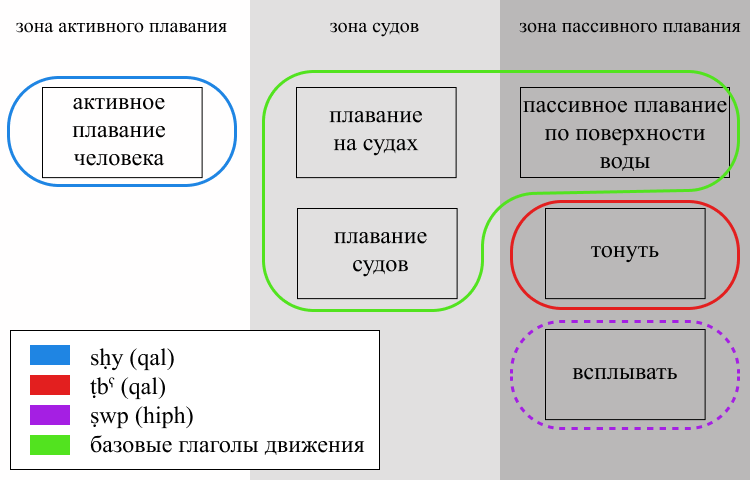 зона активного плавания
зона судов
зона пассивного плавания
активное
плавание
человека
плавание
на судах
пассивное плавание
по поверхности
воды
плавание
судов
тонуть
всплывать
sḥy (qal)
ṭbˤ (qal)
ṣwp (hiph)
базовые глаголы движения